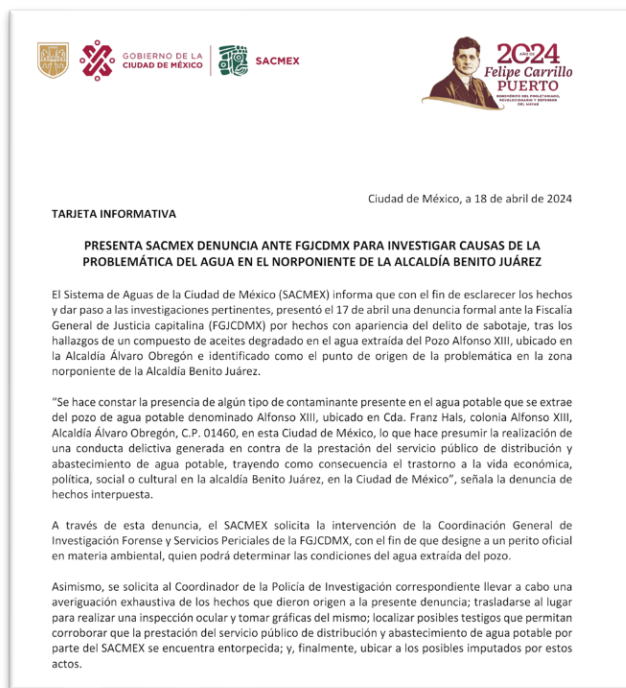 GOBIERNO DE LA
CIUDAD DE MÉXICO
SACMEX
2024
AÑO DE
Felipe Carrillo
PUERTO
BENEMÉRITO DEL PROLETARIADO,
REVOLUCIONARIO Y DEFENSOR
DEL MAYAB
Ciudad de México, a 18 de abril de 2024
TARJETA INFORMATIVA
PRESENTA SACMEX DENUNCIA ANTE FGJCDMX PARA INVESTIGAR CAUSAS DE LA
PROBLEMÁTICA DEL AGUA EN EL NORPONIENTE DE LA ALCALDÍA BENITO JUÁREZ
El Sistema de Aguas de la Ciudad de México (SACMEX) informa que con el fin de esclarecer los hechos
y dar paso a las investigaciones pertinentes, presentó el 17 de abril una denuncia formal ante la Fiscalía
General de Justicia capitalina (FGJCDMX) por hechos con apariencia del delito de sabotaje, tras los
hallazgos de un compuesto de aceites degradado en el agua extraída del Pozo Alfonso XIII, ubicado en
la Alcaldía Álvaro Obregón e identificado como el punto de origen de la problemática en la zona
norponiente de la Alcaldía Benito Juárez.
“Se hace constar la presencia de algún tipo de contaminante presente en el agua potable que se extrae
del pozo de agua potable denominado Alfonso XIII, ubicado en Cda. Franz Hals, colonia Alfonso XIII,
Alcaldía Álvaro Obregón, C.P. 01460, en esta Ciudad de México, lo que hace presumir la realización de
una conducta delictiva generada en contra de la prestación del servicio público de distribución y
abastecimiento de agua potable, trayendo como consecuencia el trastorno a la vida económica,
política, social o cultural en la alcaldía Benito Juárez, en la Ciudad de México”, señala la denuncia de
hechos interpuesta.
A través de esta denuncia, el SACMEX solicita la intervención de la Coordinación General de
Investigación Forense y Servicios Periciales de la FGJCDMX, con el fin de que designe a un perito oficial
en materia ambiental, quien podrá determinar las condiciones del agua extraída del pozo.
Asimismo, se solicita al Coordinador de la Policía de Investigación correspondiente llevar a cabo una
averiguación exhaustiva de los hechos que dieron origen a la presente denuncia; trasladarse al lugar
para realizar una inspección ocular y tomar gráficas del mismo; localizar posibles testigos que permitan
corroborar que la prestación del servicio público de distribución y abastecimiento de agua potable por
parte del SACMEX se encuentra entorpecida; y, finalmente, ubicar a los posibles imputados por estos
actos.